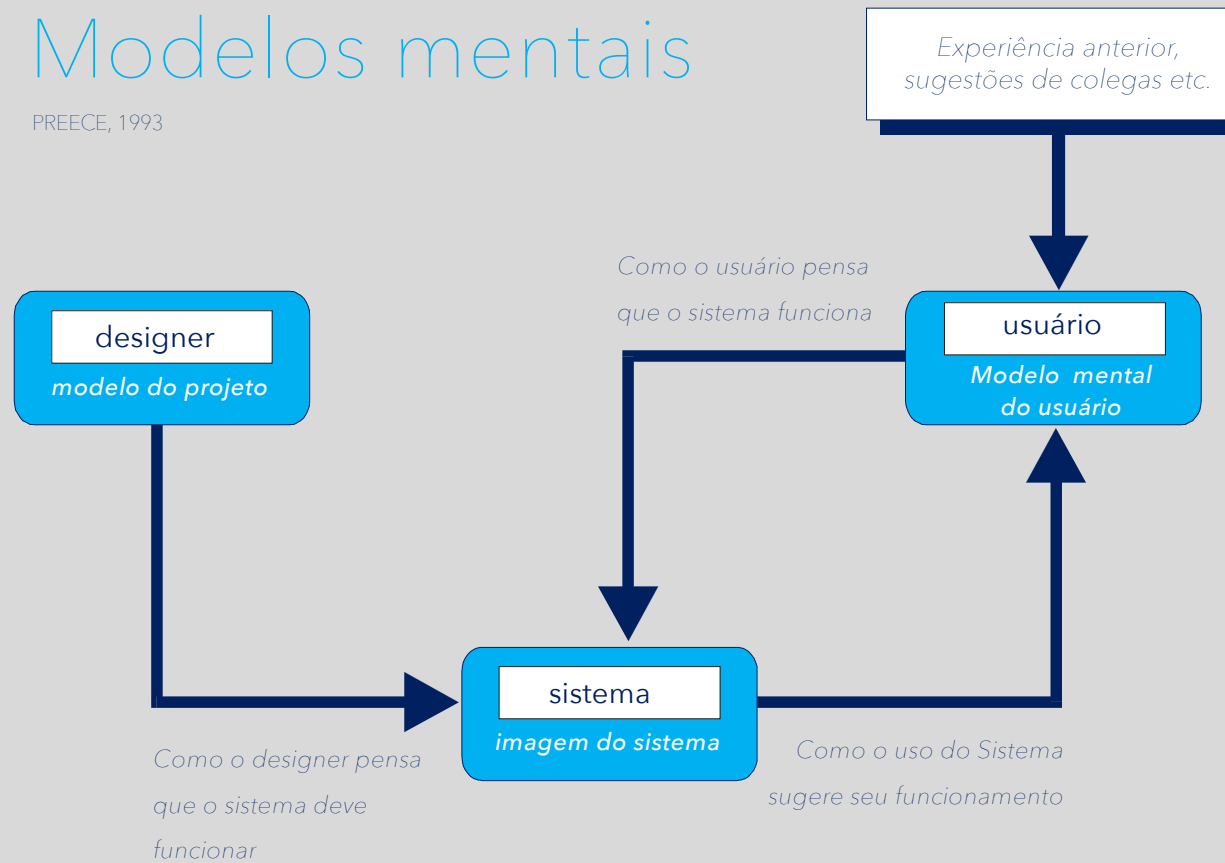 Modelos mentais
PREECE, 1993
Experiência anterior,
sugestões de colegas etc.
Como o usuário pensa
que o sistema funciona
designer
modelo do projeto
usuário
Modelo mental
do usuário
sistema
imagem do sistema
Como o designer pensa
que o sistema deve
funcionar
Como o uso do Sistema
sugere seu funcionamento